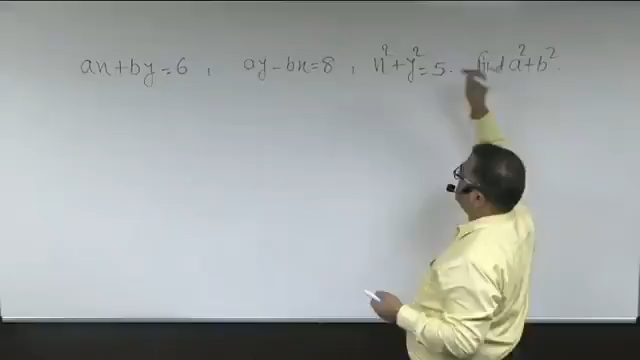 ax+by=6, ay-bx=8, x²+y²=5. find a²+b².